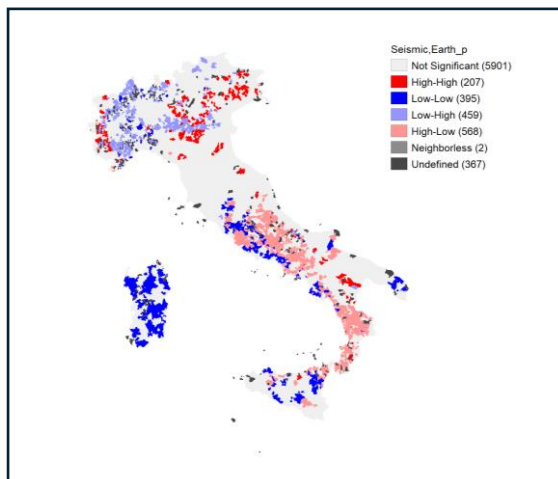 Seismic,Earth_p
Not Significant (5901)
High-High (207)
Low-Low (395)
Low-High (459)
High-Low (568)
Neighborless (2)
Undefined (367)